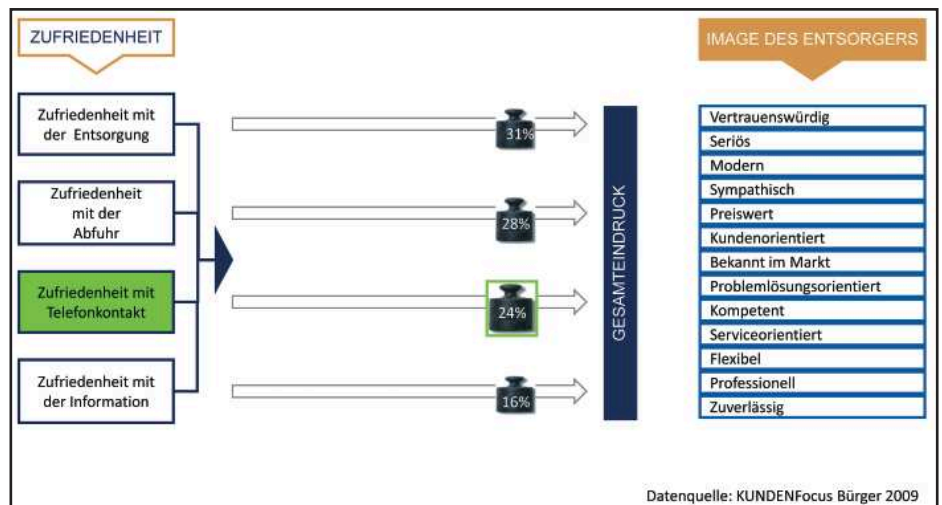 ZUFRIEDENHEIT
Zufriedenheit mit
der Entsorgung
Zufriedenheit
mit der
Abfuhr
Zufriedenheit mit
Telefonkontakt
Zufriedenheit mit
der Information
31%
28%
24%
16%
GESAMTEINDRUCK
IMAGE DES ENTSORGERS
Vertrauenswürdig
Seriös
Modern
Sympathisch
Preiswert
Kundenorientiert
Bekannt im Markt
Problemlösungsorientiert
Kompetent
Serviceorientiert
Flexibel
Professionell
Zuverlässig
Datenquelle: KUNDENFocus Bürger 2009